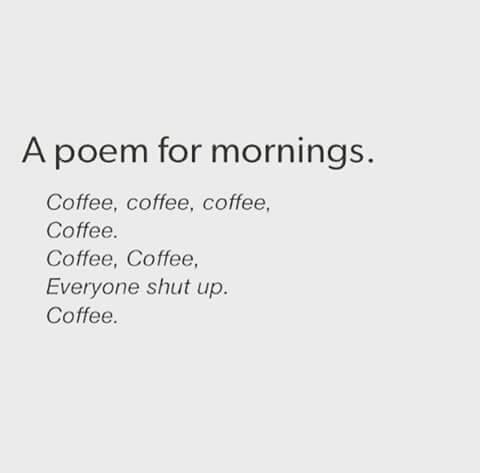 A poem for mornings.
Coffee, coffee, coffee,
Coffee.
Coffee, Coffee,
Everyone shut up.
Coffee.